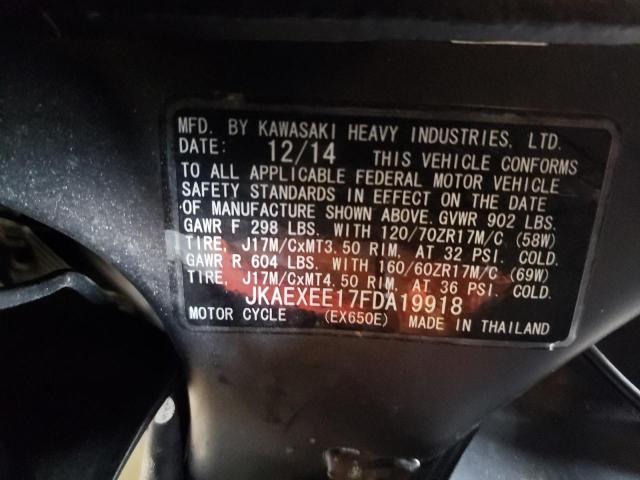 MFD. BY KAWASAKI HEAVY INDUSTRIES, LTD.
DATE: 12/14 THIS VEHICLE CONFORMS
TO ALL APPLICABLE FEDERAL MOTOR VEHICLE
SAFETY STANDARDS IN EFFECT ON THE DATE
OF MANUFACTURE SHOWN ABOVE. GVWR 902 LBS.
GAWR F 298 LBS. WITH 120/70ZR17M/C (58W)
TIRE, J17M/CxMT3.50 RIM, AT 32 PSI. COLD.
GAWR R 604 LBS. WITH 160/60ZR17M/C (69W)
TIRE, J17M/CxMT4.50 RIM, AT 36 PSI. COLD.
JKAEXEE17FDA19918
MOTOR CYCLE (EX650E) MADE IN THAILAND